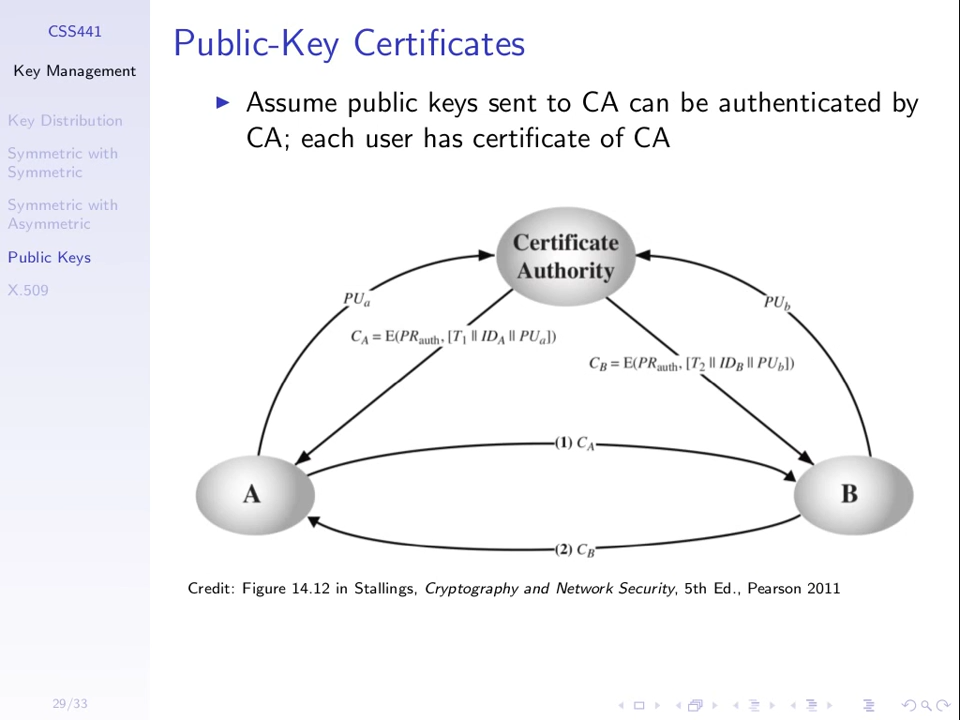 CSS441
Key Management
Key Distribution
Symmetric with
Symmetric
Symmetric with
Asymmetric
Public Keys
X.509
29/33
Public-Key Certificates
Assume public keys sent to CA can be authenticated by
CA; each user has certificate of CA
Certificate
Authority
PUa
PUb
CA = E(PRauth, [T1 || IDA || PUa])
CB = E(PRauth, [T2 || IDB || PUb])
(1) CA
A
B
(2) CB
Credit: Figure 14.12 in Stallings, Cryptography and Network Security, 5th Ed., Pearson 2011